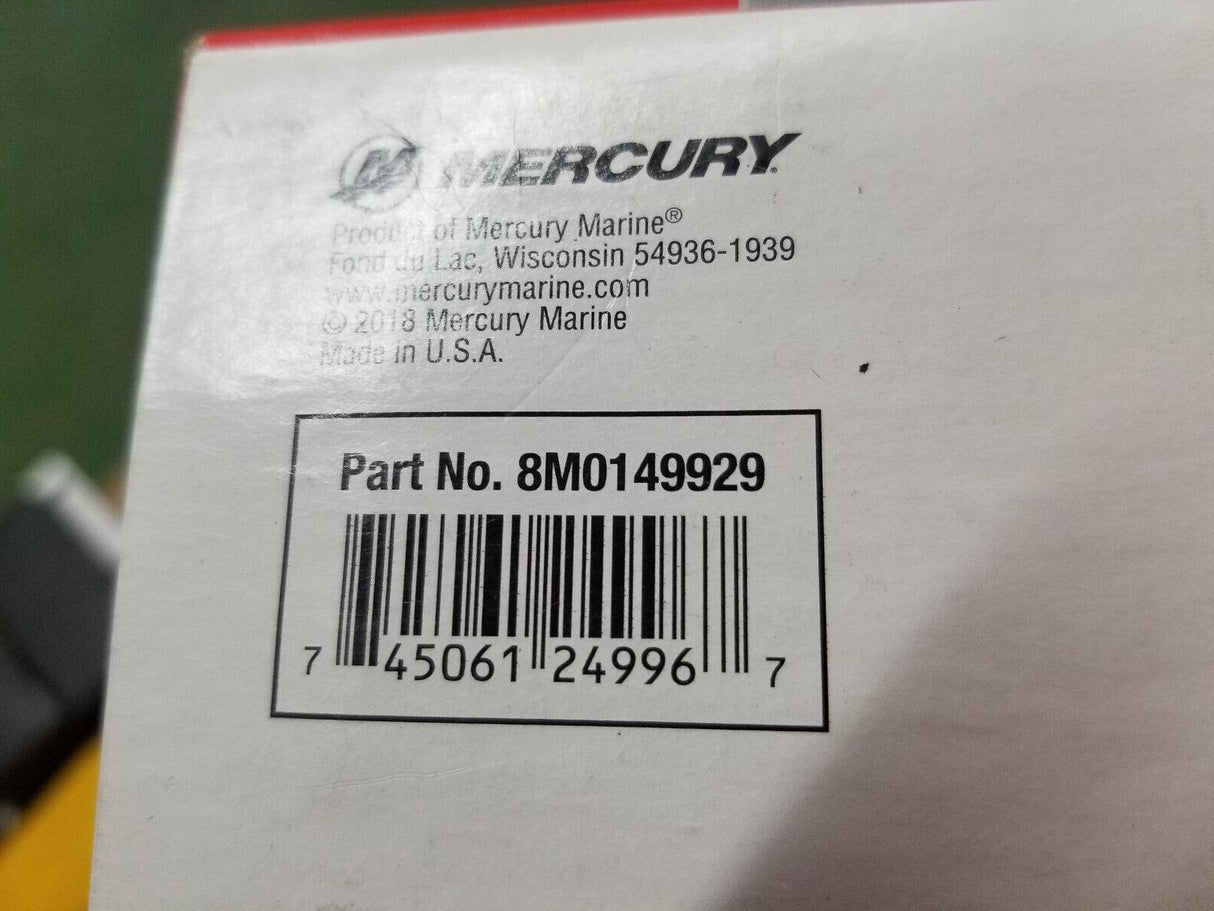 MERCURY
Product of Mercury Marine®
Fond du Lac, Wisconsin 54936-1939
www.mercurymarine.com
© 2018 Mercury Marine
Made in U.S.A.
Part No. 8M0149929
7 45061 24996 7